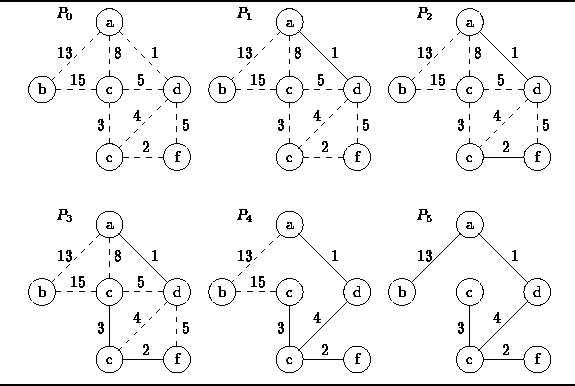 P0 P1 P2
a a a
13 8 1 13 8 1 13 8 1
b 15 c 5 d b 15 c 5 d b 15 c 5 d
3 4 5 3 4 5 3 4 5
c 2 f c 2 f c 2 f
P3 P4 P5
a a a
13 8 1 13 1 13 1
b 15 c 5 d b 15 c d b c d
3 4 5 3 4 3 4
c 2 f c 2 f c 2 f